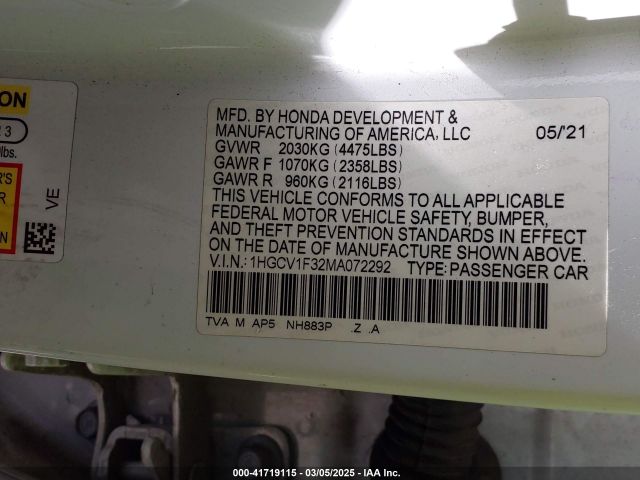 ON
3
lbs.
R'S
R
ON
VE
MFD. BY HONDA DEVELOPMENT &
MANUFACTURING OF AMERICA, LLC 05/'21
GVWR 2030KG (4475LBS)
GAWR F 1070KG (2358LBS)
GAWR R 960KG (2116LBS)
THIS VEHICLE CONFORMS TO ALL APPLICABLE
FEDERAL MOTOR VEHICLE SAFETY, BUMPER,
AND THEFT PREVENTION STANDARDS IN EFFECT
ON THE DATE OF MANUFACTURE SHOWN ABOVE.
V.I.N.: 1HGCV1F32MA072292 TYPE: PASSENGER CAR
TVA M AP5 NH883P .Z .A
000-41719115 — 03/05/2025 — IAA Inc.